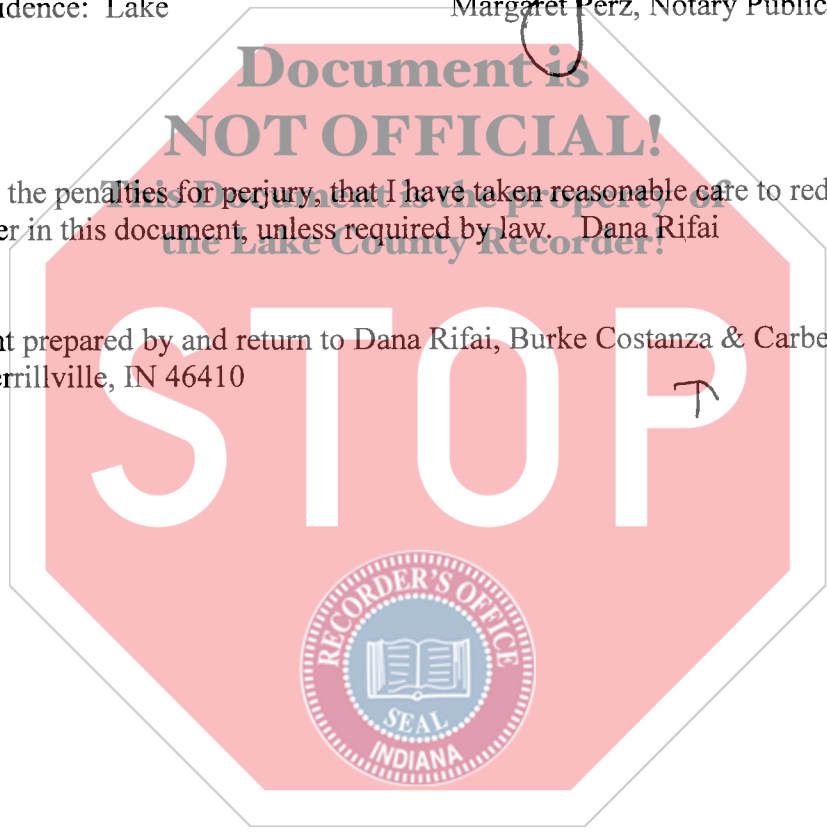 idence: Lake Margaret Perz, Notary Public
Document is
NOT OFFICIAL!
the penalties for perjury, that I have taken reasonable care to red
This Document is the property of
er in this document, unless required by law. Dana Rifai
the Lake County Recorder!
nt prepared by and return to Dana Rifai, Burke Costanza & Carbe
errillville, IN 46410
STOP
RECORDER'S OFFICE
SEAL
INDIANA